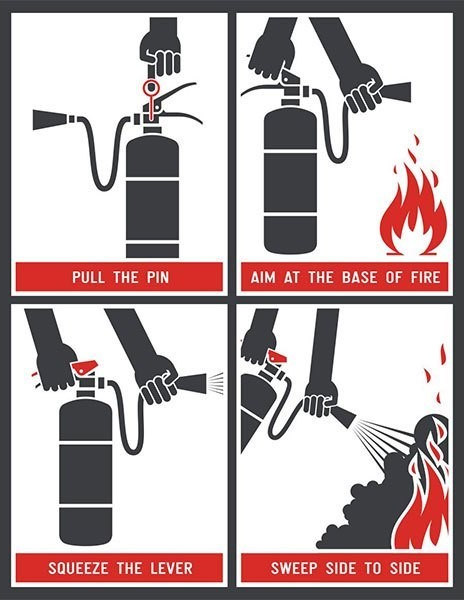 PULL THE PIN
AIM AT THE BASE OF FIRE
SQUEEZE THE LEVER
SWEEP SIDE TO SIDE